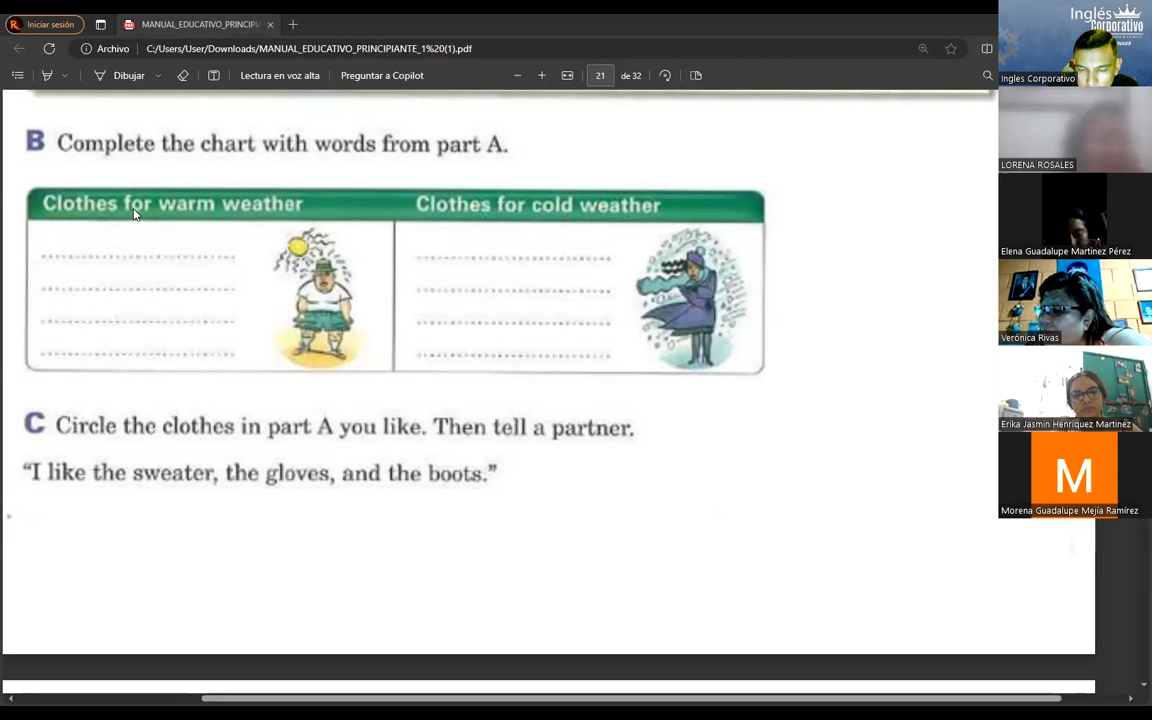 Iniciar sesión
MANUAL_EDUCATIVO_PRINCIPI
Archivo
C:/Users/User/Downloads/MANUAL_EDUCATIVO_PRINCIPIANTE_1%20(1).pdf
Dibujar
Lectura en voz alta
Preguntar a Copilot
21 de 32
B Complete the chart with words from part A.
Clothes for warm weather
Clothes for cold weather
C Circle the clothes in part A you like. Then tell a partner.
"I like the sweater, the gloves, and the boots."
Inglés
Corporativo
Ingles Corporativo
LORENA ROSALES
Elena Guadalupe Martinez Pérez
Verónica Rivas
Erika Jasmin Henriquez Martinez
M
Morena Guadalupe Mejía Ramírez